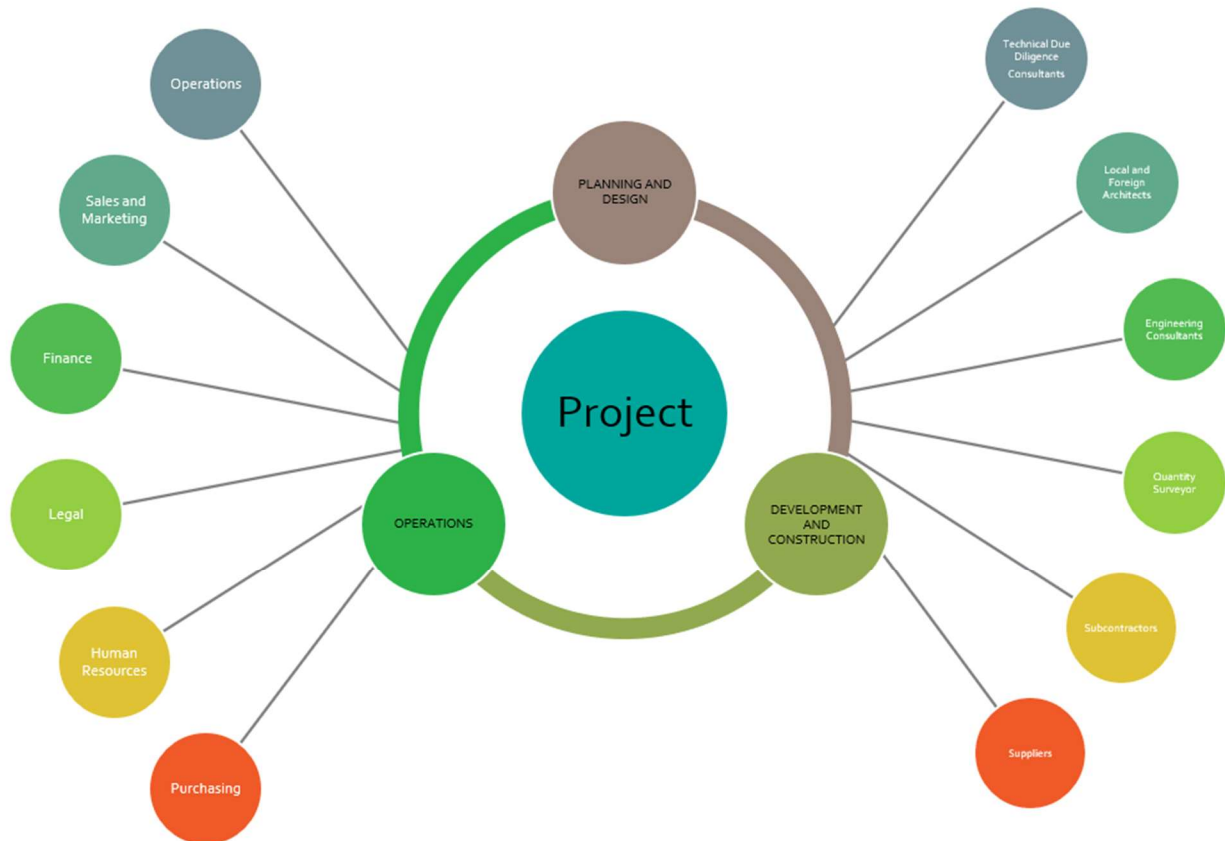 Operations
Sales and
Marketing
Finance
Legal
Human
Resources
Purchasing
PLANNING AND
DESIGN
Project
OPERATIONS
DEVELOPMENT
AND
CONSTRUCTION
Technical Due
Diligence
Consultants
Local and
Foreign
Architects
Engineering
Consultants
Quantity
Surveyor
Subcontractors
Suppliers